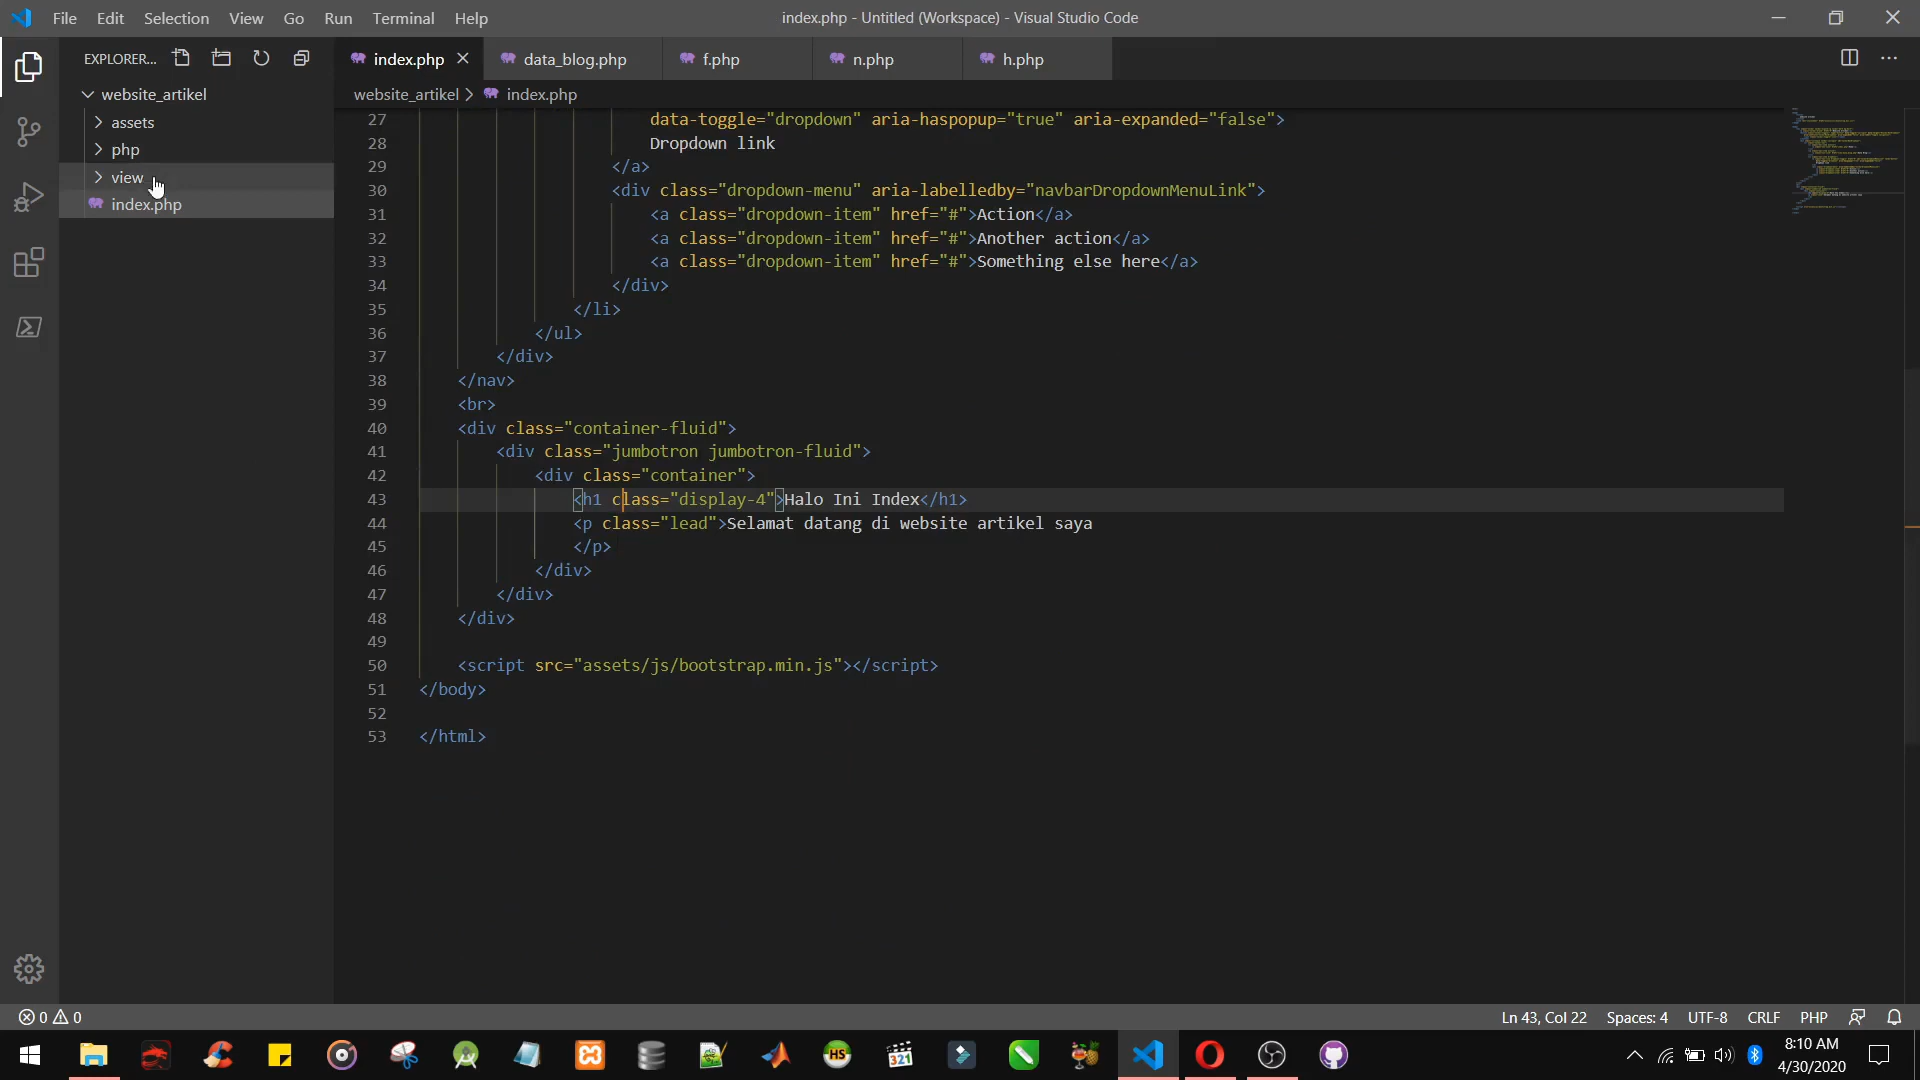 File Edit Selection View Go Run Terminal Help
index.php - Untitled (Workspace) - Visual Studio Code
EXPLORER...
index.php data_blog.php f.php n.php h.php
website_artikel > index.php
website_artikel
assets
php
view
index.php
27 data-toggle="dropdown" aria-haspopup="true" aria-expanded="false">
28 Dropdown link
29 </a>
30 <div class="dropdown-menu" aria-labelledby="navbarDropdownMenuLink">
31 <a class="dropdown-item" href="#">Action</a>
32 <a class="dropdown-item" href="#">Another action</a>
33 <a class="dropdown-item" href="#">Something else here</a>
34 </div>
35 </li>
36 </ul>
37 </div>
38 </nav>
39 <br>
40 <div class="container-fluid">
41 <div class="jumbotron jumbotron-fluid">
42 <div class="container">
43 <h1 class="display-4">Halo Ini Index</h1>
44 <p class="lead">Selamat datang di website artikel saya
45 </p>
46 </div>
47 </div>
48 </div>
49
50 <script src="assets/js/bootstrap.min.js"></script>
51 </body>
52
53 </html>
0 0
Ln 43, Col 22 Spaces: 4 UTF-8 CRLF PHP
HS
321
8:10 AM
4/30/2020